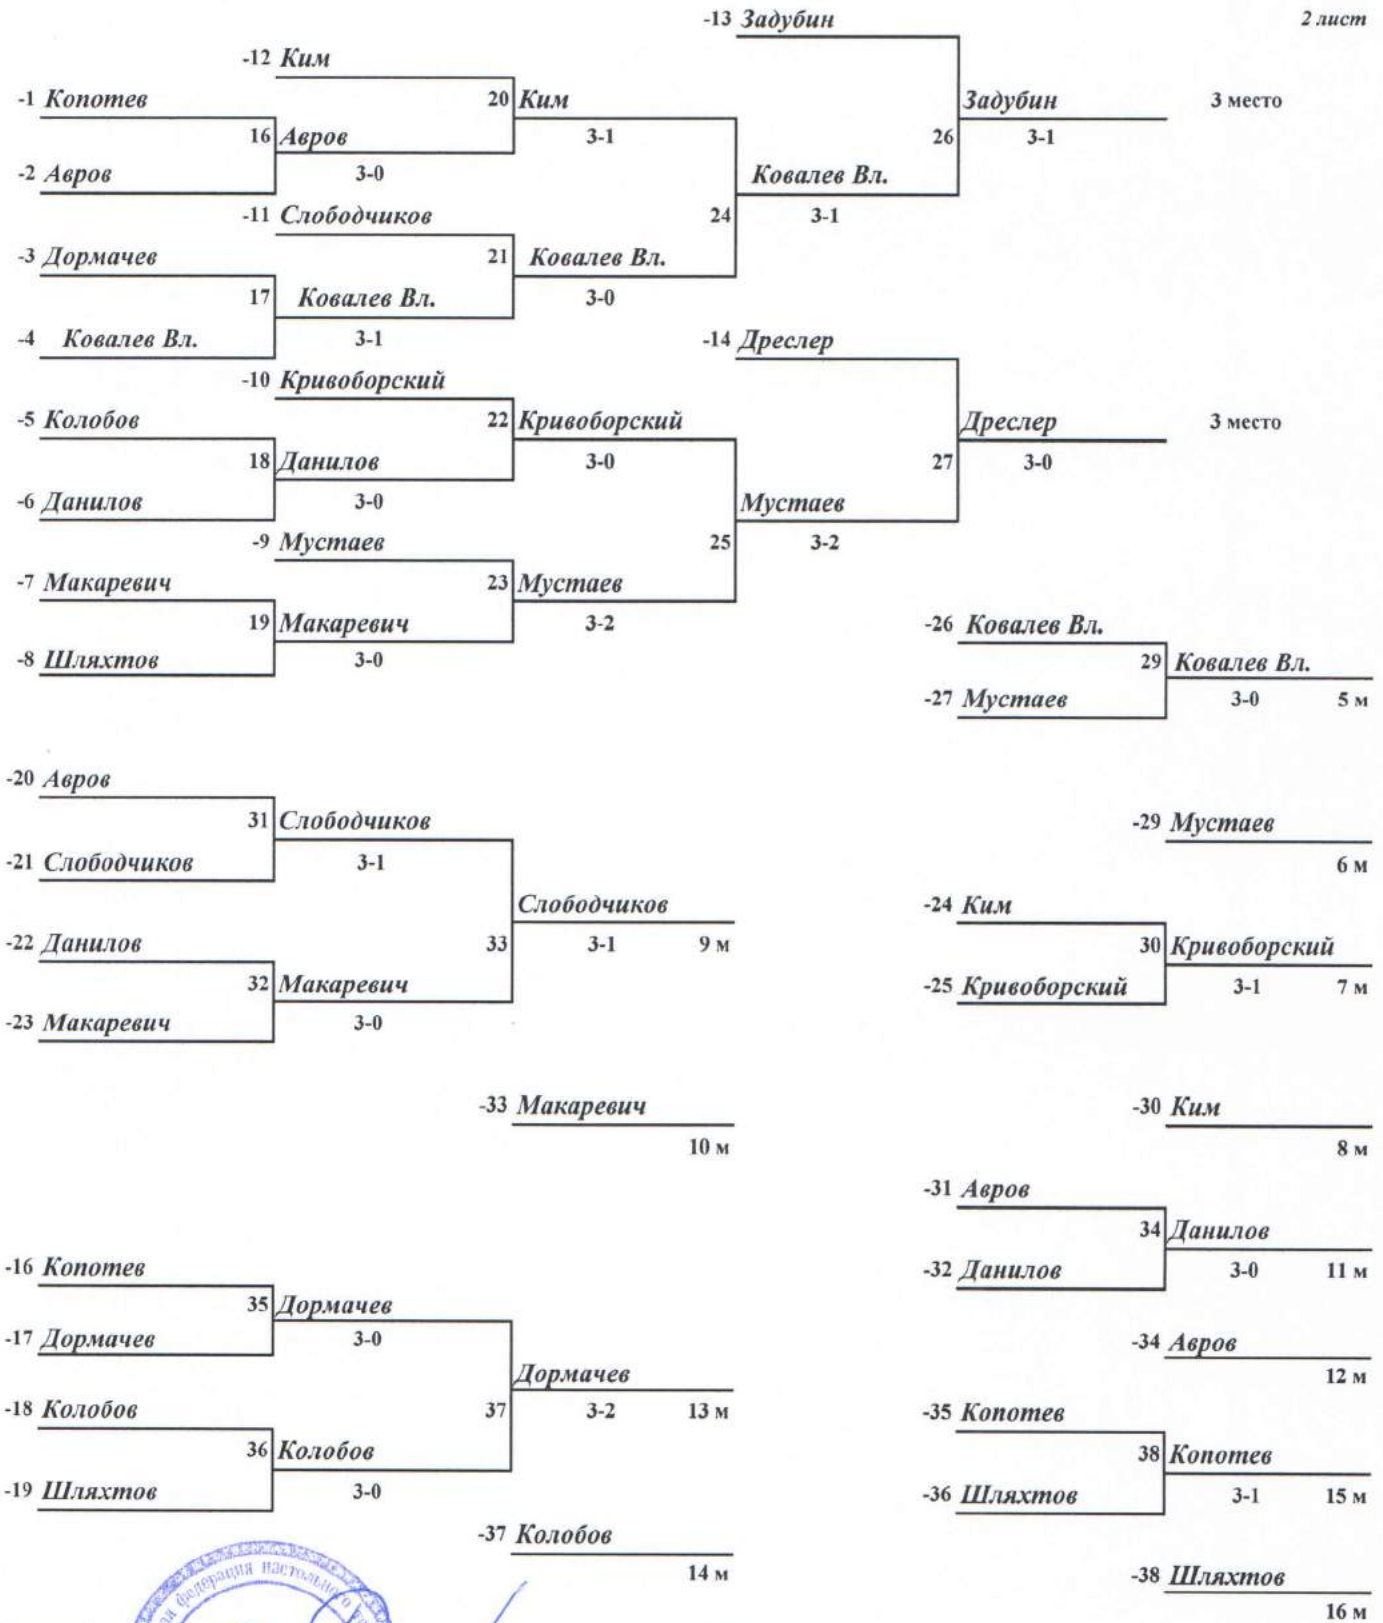 -13 Задубин
2 лист
-12 Ким
-1 Копотев
20 Ким
Задубин
3 место
16 Авров
3-1
26
3-1
-2 Авров
3-0
Ковалев Вл.
-11 Слободчиков
24
3-1
-3 Дормачев
21 Ковалев Вл.
17 Ковалев Вл.
3-0
-4 Ковалев Вл.
3-1
-14 Дреслер
-10 Кривоборский
-5 Колобов
22 Кривоборский
Дреслер
3 место
18 Данилов
3-0
27
3-0
-6 Данилов
3-0
Мустаев
-9 Мустаев
25
3-2
-7 Макаревич
23 Мустаев
19 Макаревич
3-2
-26 Ковалев Вл.
-8 Шляхтов
3-0
29 Ковалев Вл.
-27 Мустаев
3-0
5 м
-20 Авров
31 Слободчиков
-29 Мустаев
-21 Слободчиков
3-1
6 м
Слободчиков
-24 Ким
-22 Данилов
33
3-1
9 м
30 Кривоборский
32 Макаревич
-25 Кривоборский
3-1
7 м
-23 Макаревич
3-0
-33 Макаревич
-30 Ким
10 м
8 м
-31 Авров
34 Данилов
-16 Копотев
-32 Данилов
3-0
11 м
35 Дормачев
-17 Дормачев
3-0
-34 Авров
Дормачев
12 м
-18 Колобов
37
3-2
13 м
-35 Копотев
36 Колобов
38 Копотев
-19 Шляхтов
3-0
-36 Шляхтов
3-1
15 м
-37 Колобов
14 м
-38 Шляхтов
16 м
федерация настольного